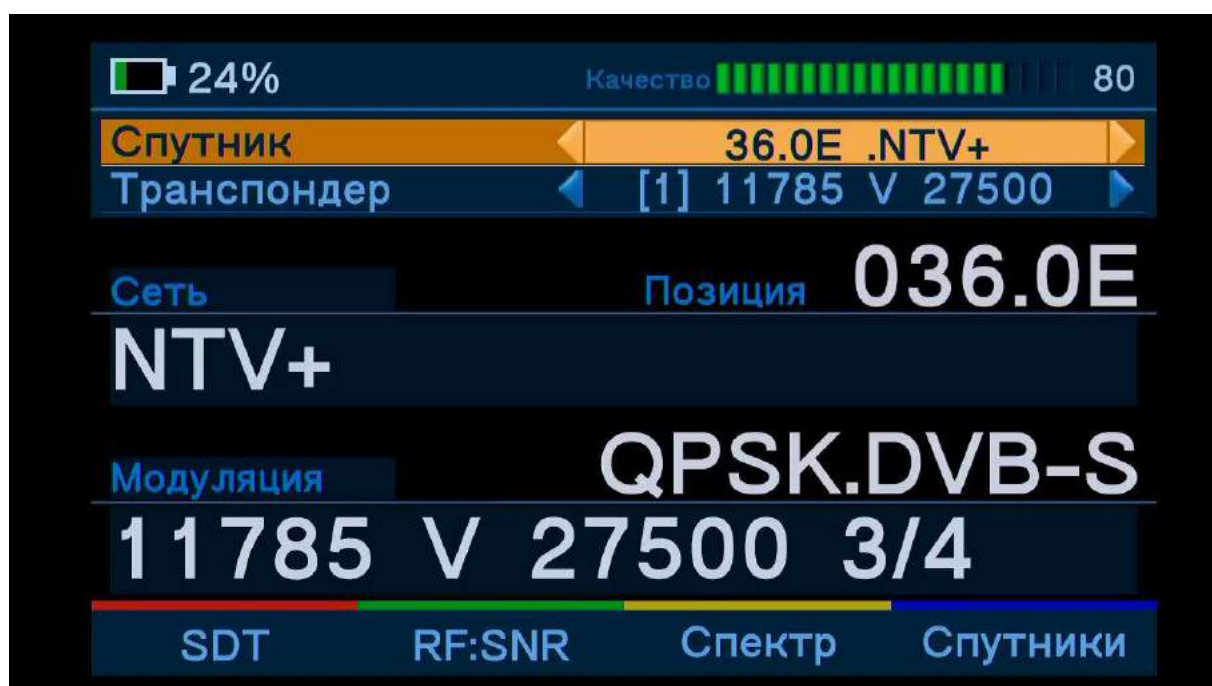 24% Качество 80
Спутник 36.0E .NTV+
Транспондер [1] 11785 V 27500
Сеть Позиция 036.0E
NTV+
Модуляция QPSK.DVB-S
11785 V 27500 3/4
SDT RF:SNR Спектр Спутники